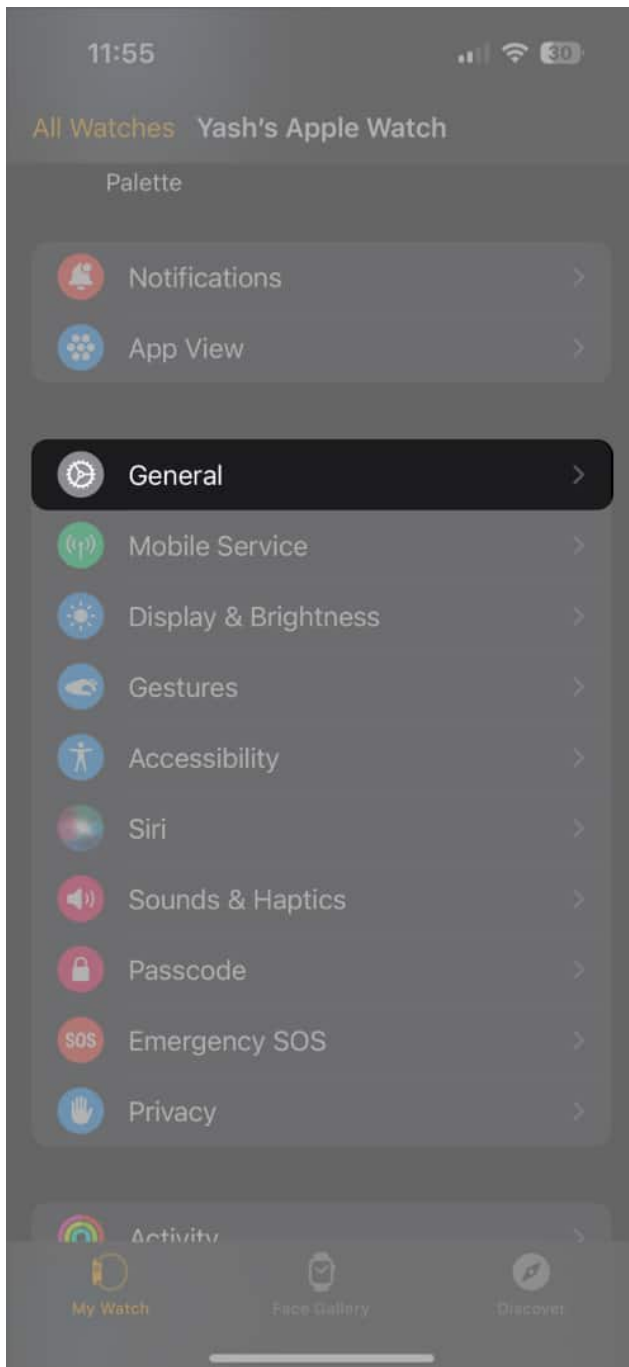 11:55
30
All Watches Yash's Apple Watch
Palette
Notifications
App View
General
Mobile Service
Display & Brightness
Gestures
Accessibility
Siri
Sounds & Haptics
Passcode
SOS Emergency SOS
Privacy
Activity
My Watch Face Gallery Discover